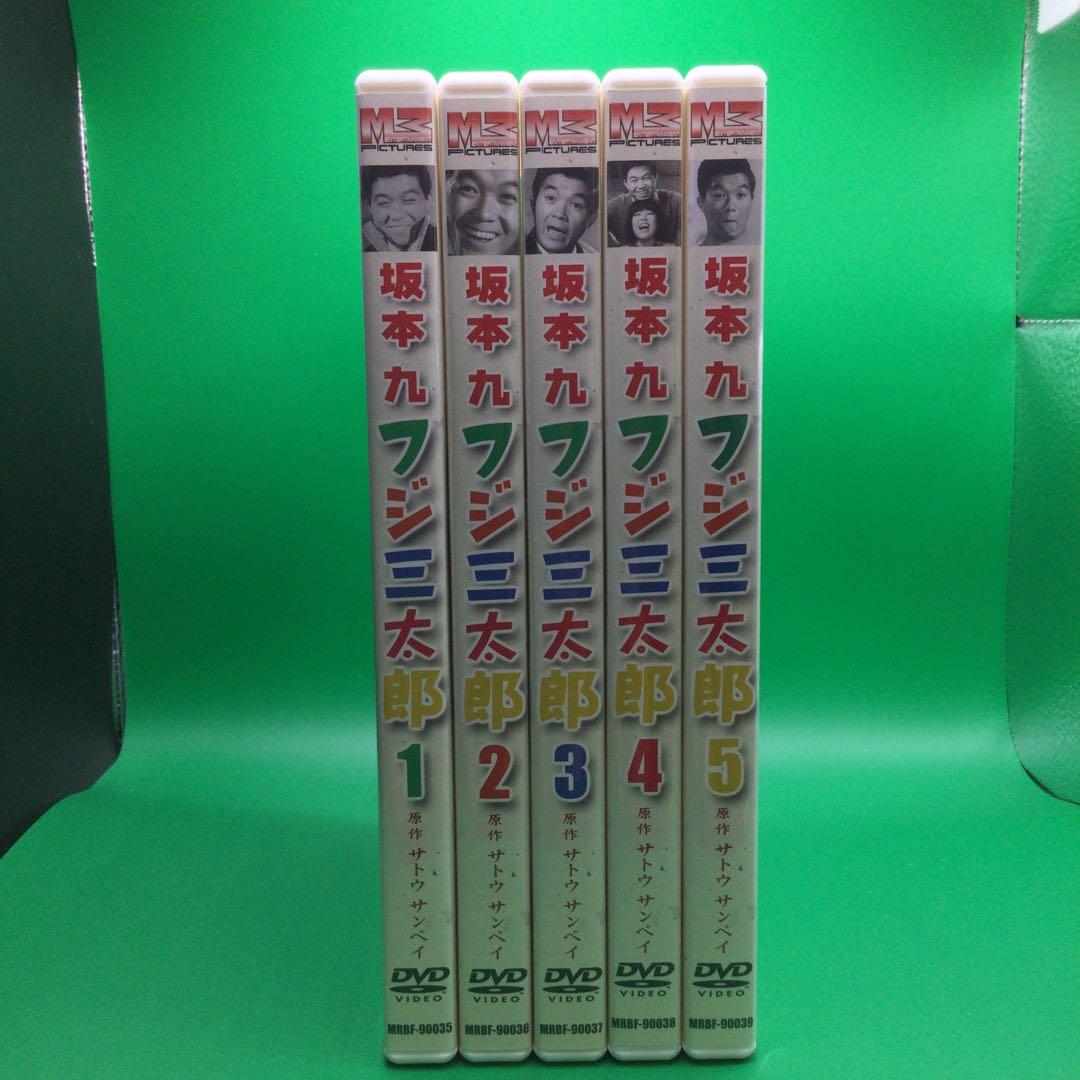 M3
ENTERTAINMENT
PICTURES
坂本九
フジ三太郎
1
原作 サトウ サンペイ
DVD
VIDEO
MRBF-90035
M3
ENTERTAINMENT
PICTURES
坂本九
フジ三太郎
2
原作 サトウ サンペイ
DVD
VIDEO
MRBF-90036
M3
ENTERTAINMENT
PICTURES
坂本九
フジ三太郎
3
原作 サトウ サンペイ
DVD
VIDEO
MRBF-90037
M3
ENTERTAINMENT
PICTURES
坂本九
フジ三太郎
4
原作 サトウ サンペイ
DVD
VIDEO
MRBF-90038
M3
ENTERTAINMENT
PICTURES
坂本九
フジ三太郎
5
原作 サトウ サンペイ
DVD
VIDEO
MRBF-90039